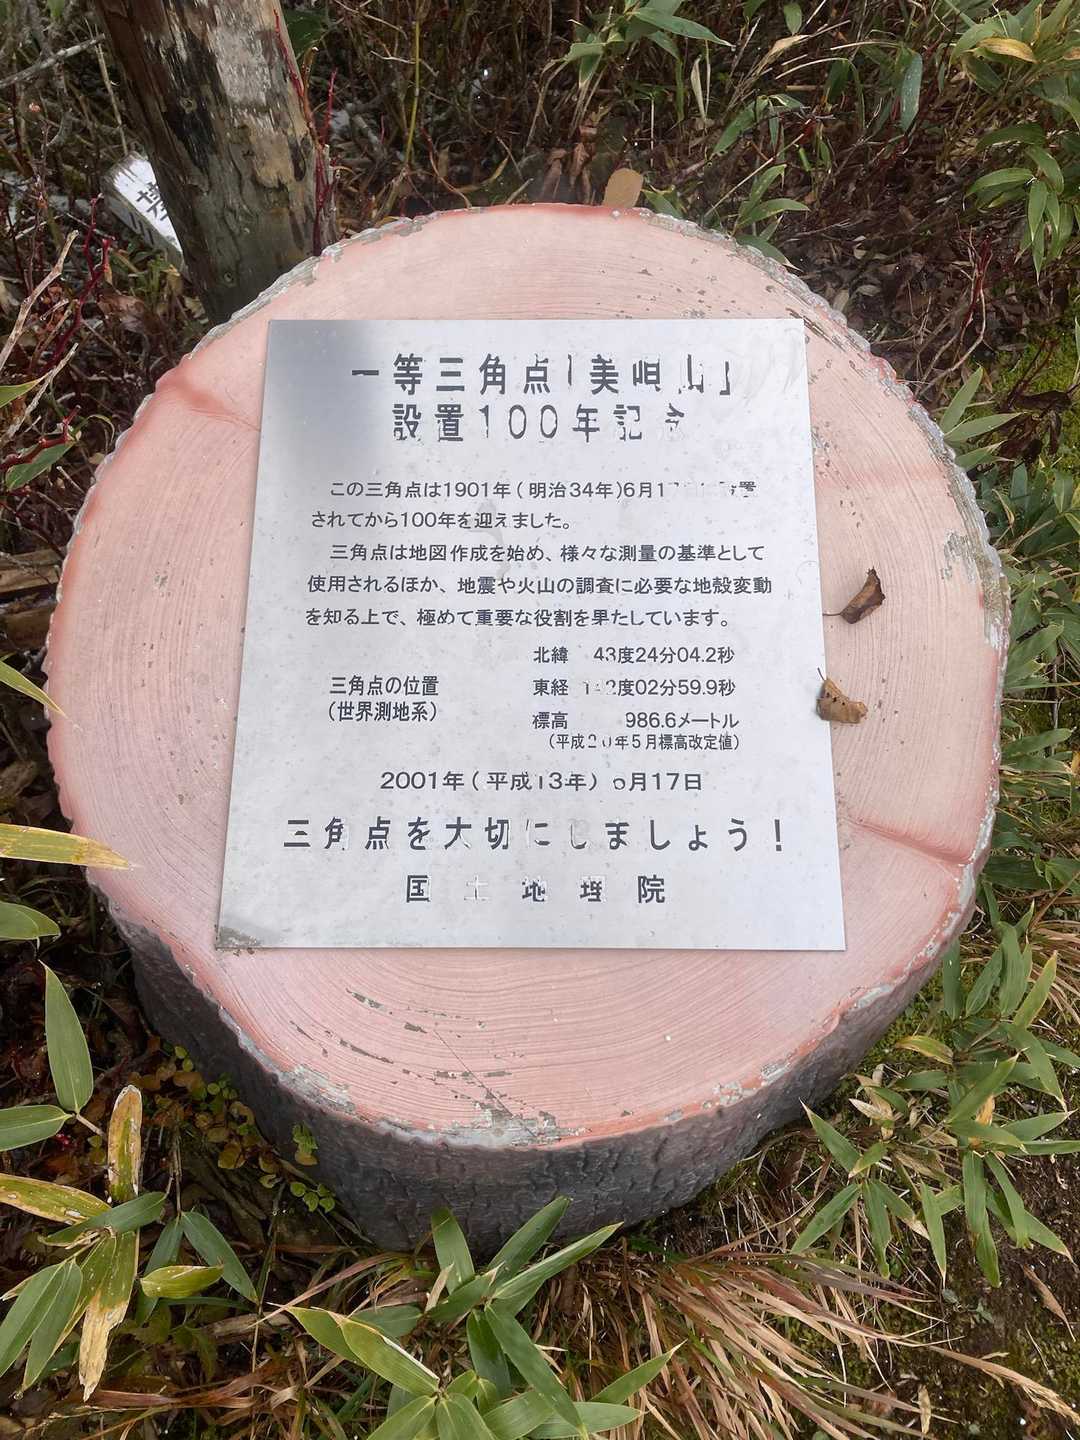 一等三角点「美唄山」
設置100年記念
この三角点は1901年(明治34年)6月17日に設置
されてから100年を迎えました。
三角点は地図作成を始め、様々な測量の基準として
使用されるほか、地震や火山の調査に必要な地殻変動
を知る上で、極めて重要な役割を果たしています。
三角点の位置
(世界測地系)
北緯 43度24分04.2秒
東経 142度02分59.9秒
標高 986.6メートル
(平成20年5月標高改定値)
2001年(平成13年) 6月17日
三角点を大切にしましょう!
国土地理院